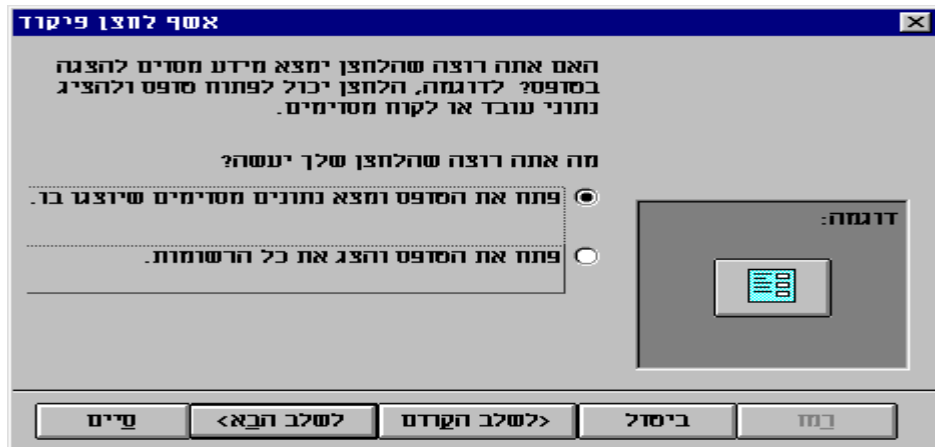 אשף לחצן פיקוד
האם אתה רוצה שהלחצן ימצא מידע מסוים להצגה
בטופס? לדוגמה, הלחצן יכול לפתוח טופס ולהציג
נתוני עובד או לקוח מסוימים.
מה אתה רוצה שהלחצן שלך יעשה?
פתח את הטופס ומצא נתונים מסוימים שיוצגו בו.
פתח את הטופס והצג את כל הרשומות.
דוגמה:
רמז
ביטול
<לשלב הקודם
לשלב הבא>
סיים